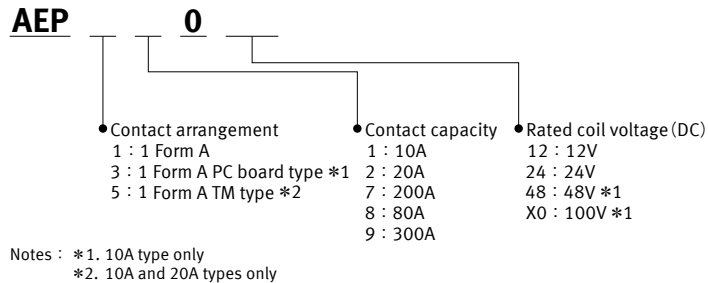 AEP 0
Contact arrangement
1 : 1 Form A
3 : 1 Form A PC board type *1
5 : 1 Form A TM type *2
Contact capacity
1 : 10A
2 : 20A
7 : 200A
8 : 80A
9 : 300A
Rated coil voltage (DC)
12 : 12V
24 : 24V
48 : 48V *1
X0 : 100V *1
Notes : *1. 10A type only
*2. 10A and 20A types only